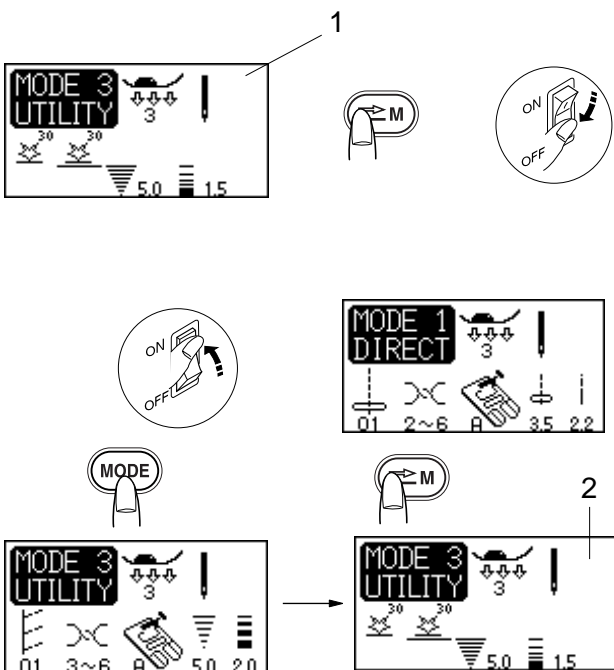 1
MODE 3
UTILITY
3
30 30
5.0 1.5
M
ON
OFF
ON
OFF
MODE 1
DIRECT
3
01 2~6 A 3.5 2.2
MODE
M
2
MODE 3
UTILITY
3
01 3~6 A 5.0 2.0
MODE 3
UTILITY
3
30 30
5.0 1.5